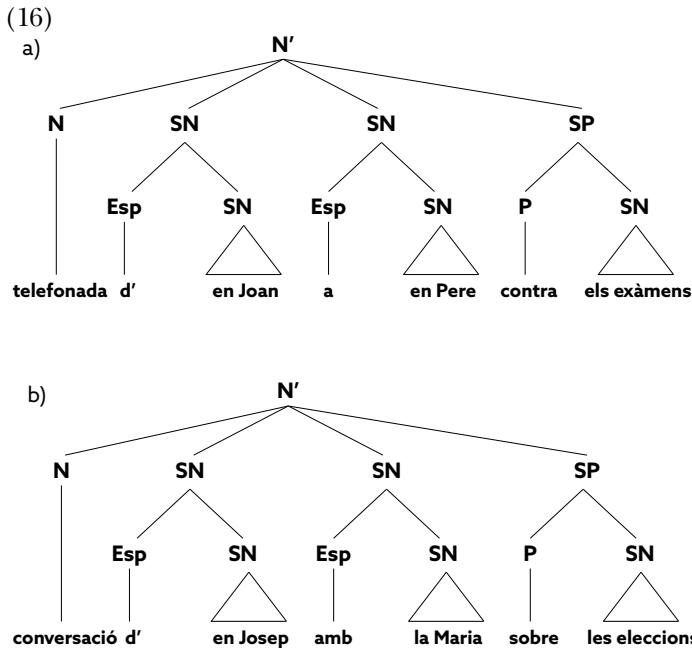 (16)
a)
N'
N SN SN SP
Esp SN Esp SN P SN
telefonada d' en Joan a en Pere contra els exàmens
b)
N'
N SN SN SP
Esp SN Esp SN P SN
conversació d' en Josep amb la Maria sobre les eleccions